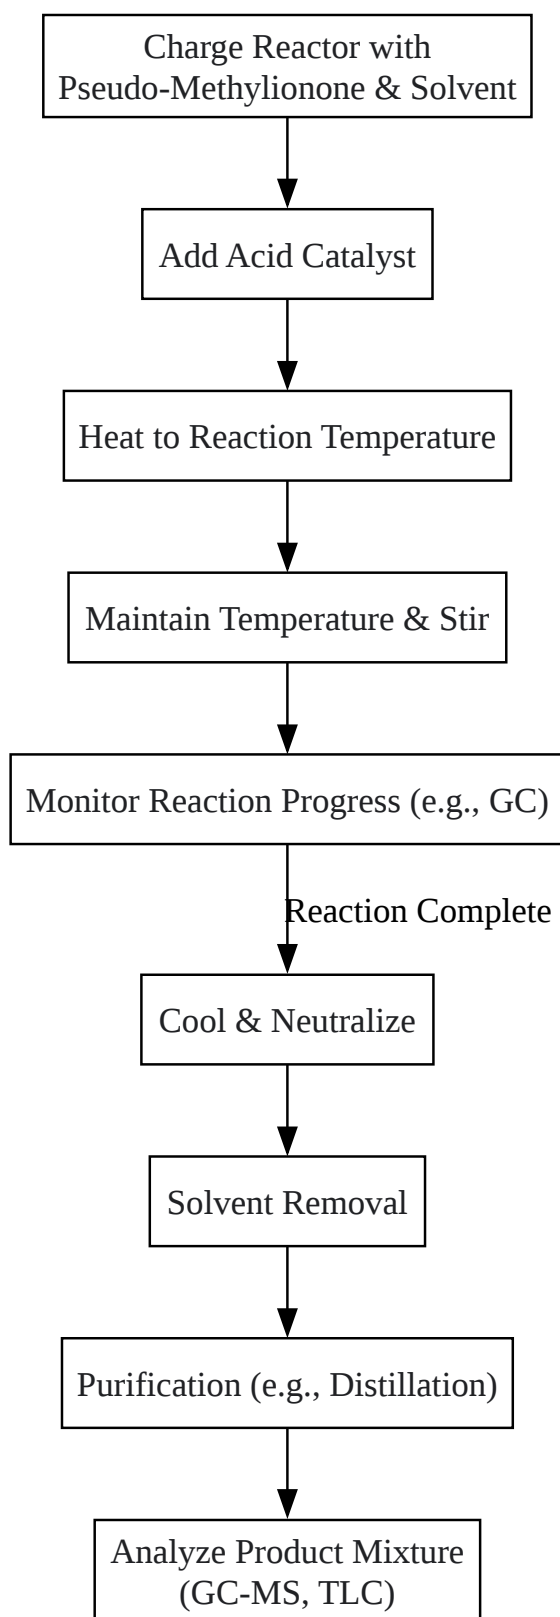 Charge Reactor with
Pseudo-Methylionone & Solvent
Add Acid Catalyst
Heat to Reaction Temperature
Maintain Temperature & Stir
Monitor Reaction Progress (e.g., GC)
Reaction Complete
Cool & Neutralize
Solvent Removal
Purification (e.g., Distillation)
Analyze Product Mixture
(GC-MS, TLC)